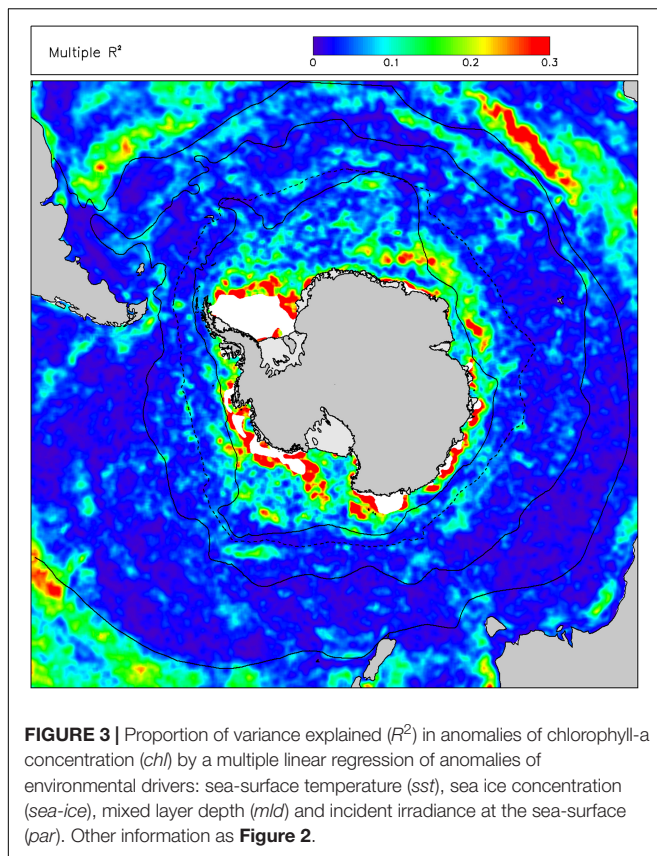 Multiple R²
0 0.1 0.2 0.3
FIGURE 3 | Proportion of variance explained (R²) in anomalies of chlorophyll-a
concentration (chl) by a multiple linear regression of anomalies of
environmental drivers: sea-surface temperature (sst), sea ice concentration
(sea-ice), mixed layer depth (mld) and incident irradiance at the sea-surface
(par). Other information as Figure 2.